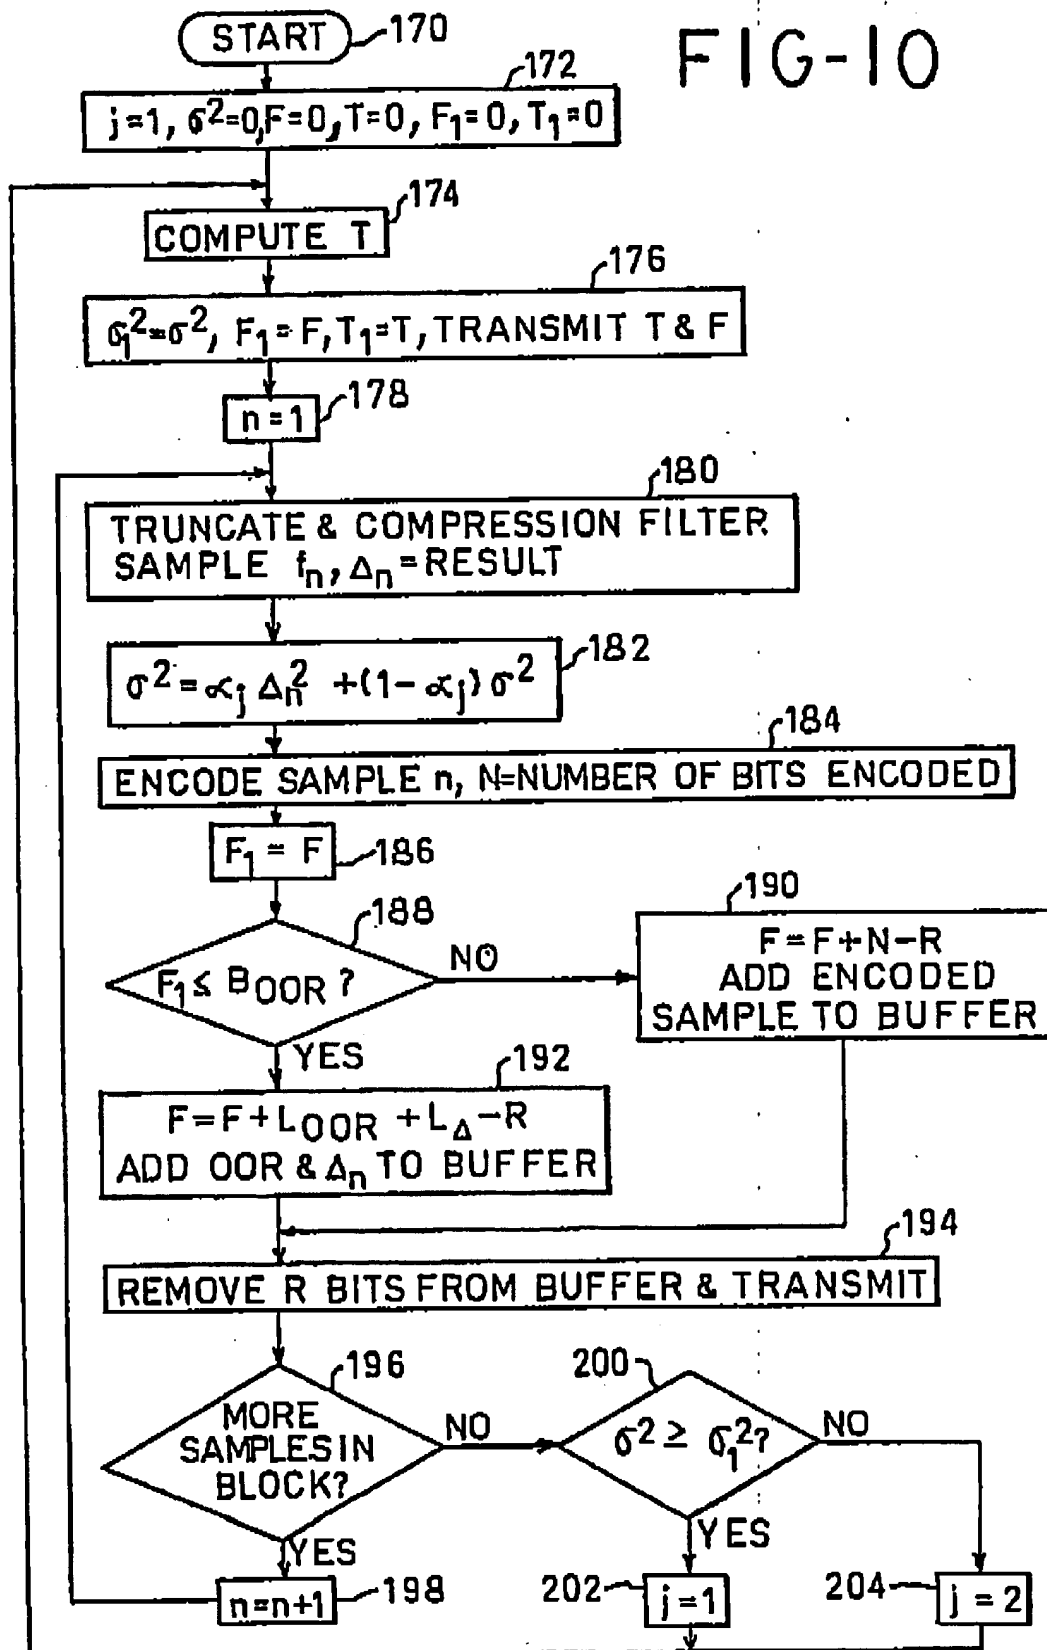 FIG-10
START 170
172
j=1, σ²=0, F=0, T=0, F₁=0, T₁=0
174
COMPUTE T
176
σ₁²=σ², F₁=F, T₁=T, TRANSMIT T & F
178
n=1
180
TRUNCATE & COMPRESSION FILTER
SAMPLE fₙ, Δₙ=RESULT
182
σ²=αⱼ Δₙ² +(1-αⱼ) σ²
184
ENCODE SAMPLE n, N=NUMBER OF BITS ENCODED
F₁ = F 186
188
F₁ ≤ B_OOR ?
NO
YES
190
F=F+N-R
ADD ENCODED
SAMPLE TO BUFFER
192
F=F+L_OOR +L_Δ-R
ADD OOR & Δₙ TO BUFFER
194
REMOVE R BITS FROM BUFFER & TRANSMIT
196
MORE
SAMPLES IN
BLOCK?
NO
YES
200
σ² ≥ σ₁²?
NO
YES
n=n+1 198
202 j=1
204 j = 2